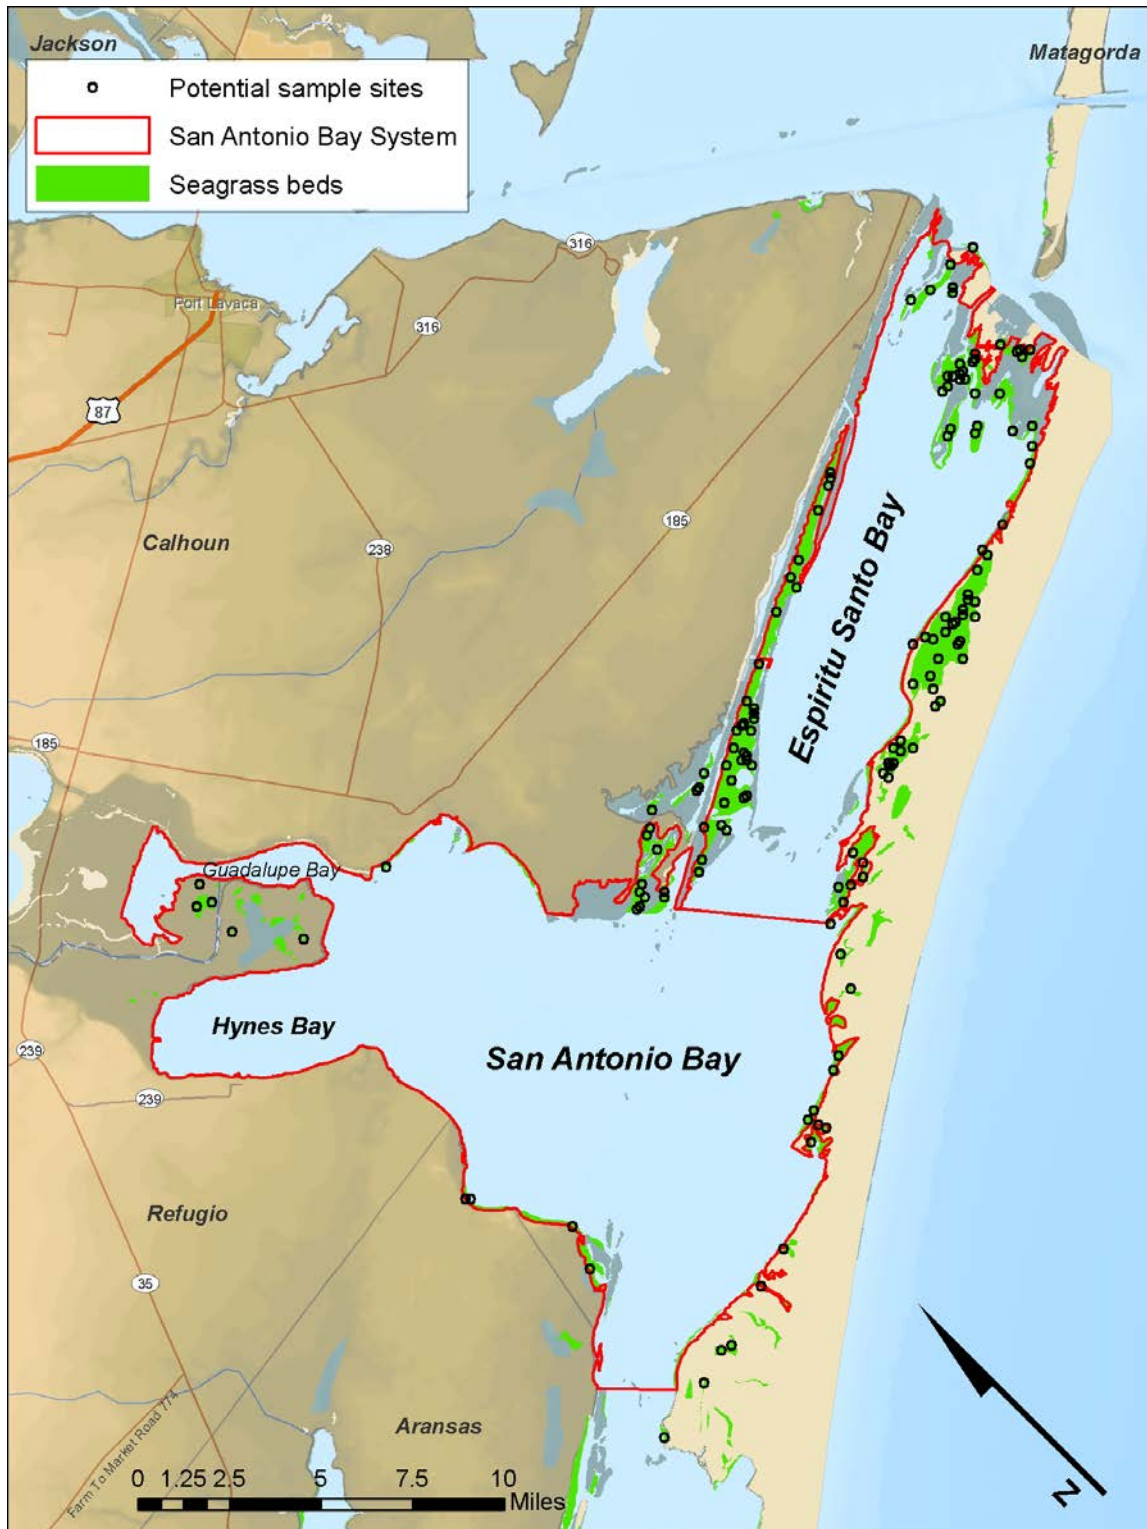 Jackson
Matagorda
Potential sample sites
San Antonio Bay System
Seagrass beds
316
Port Lavaca
316
87
185
Calhoun
238
Espiritu Santo Bay
185
Guadalupe Bay
Hynes Bay
San Antonio Bay
239
239
Refugio
35
Farm To Market Road 774
Aransas
0 1.25 2.5 5 7.5 10
Miles
N